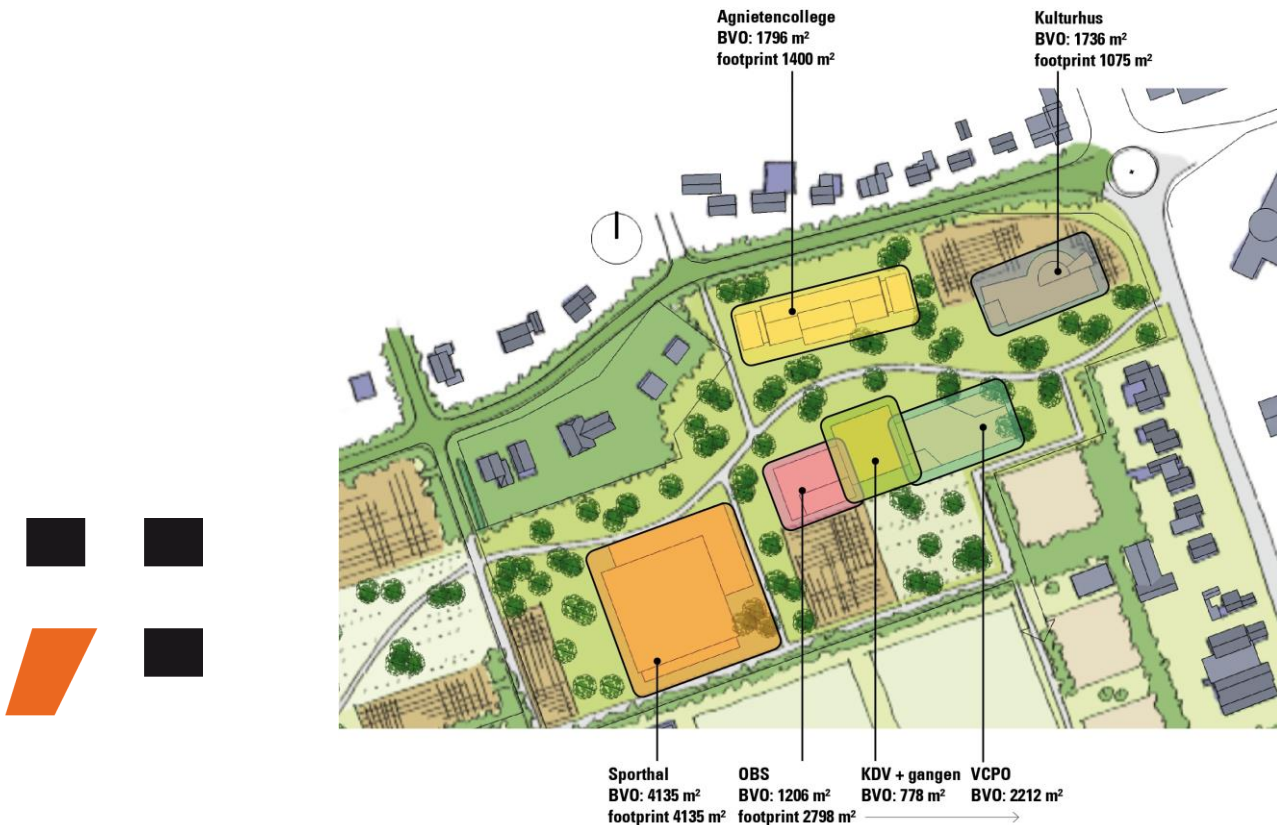 Agnietencollege
BVO: 1796 m²
footprint 1400 m²
Kulturhus
BVO: 1736 m²
footprint 1075 m²
Sporthal
BVO: 4135 m²
footprint 4135 m²
OBS
BVO: 1206 m²
footprint 2798 m²
KDV + gangen
BVO: 778 m²
VCPO
BVO: 2212 m²